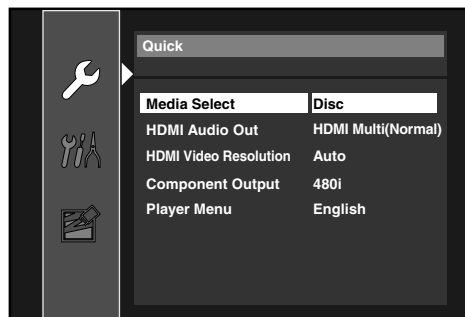 Quick
Media Select Disc
HDMI Audio Out HDMI Multi(Normal)
HDMI Video Resolution Auto
Component Output 480i
Player Menu English